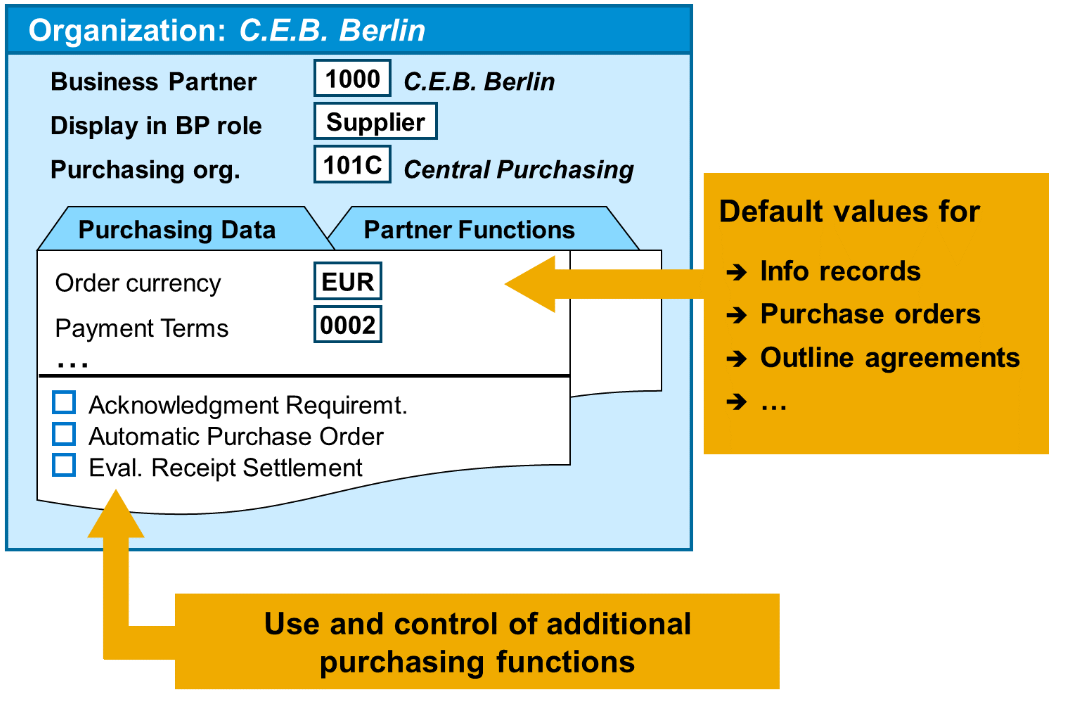 Organization: C.E.B. Berlin
Business Partner 1000 C.E.B. Berlin
Display in BP role Supplier
Purchasing org. 101C Central Purchasing
Purchasing Data Partner Functions
Order currency EUR
Payment Terms 0002
...
Acknowledgment Requiremt.
Automatic Purchase Order
Eval. Receipt Settlement
Default values for
➔ Info records
➔ Purchase orders
➔ Outline agreements
➔ ...
Use and control of additional
purchasing functions